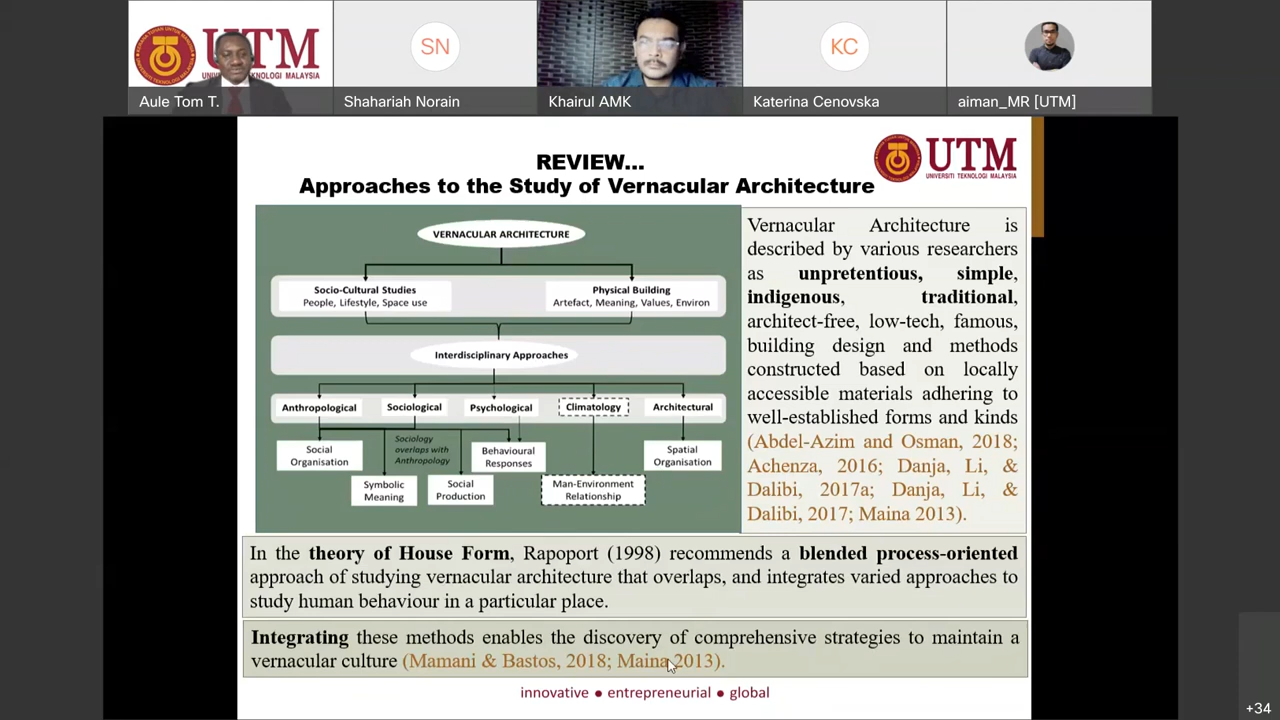 UTM
UNIVERSITI TEKNOLOGI MALAYSIA
SN
KC
Aule Tom T.
Shahariah Norain
Khairul AMK
Katerina Cenovska
aiman_MR [UTM]
REVIEW...
Approaches to the Study of Vernacular Architecture
UTM
UNIVERSITI TEKNOLOGI MALAYSIA
VERNACULAR ARCHITECTURE
Socio-Cultural Studies
People, Lifestyle, Space use
Physical Building
Artefact, Meaning, Values, Environ
Interdisciplinary Approaches
Anthropological
Sociological
Psychological
Climatology
Architectural
Social
Organisation
Sociology
overlaps with
Anthropology
Behavioural
Responses
Spatial
Organisation
Symbolic
Meaning
Social
Production
Man-Environment
Relationship
Vernacular Architecture is
described by various researchers
as unpretentious, simple,
indigenous, traditional,
architect-free, low-tech, famous,
building design and methods
constructed based on locally
accessible materials adhering to
well-established forms and kinds
(Abdel-Azim and Osman, 2018;
Achenza, 2016; Danja, Li, &
Dalibi, 2017a; Danja, Li, &
Dalibi, 2017; Maina 2013).
In the theory of House Form, Rapoport (1998) recommends a blended process-oriented
approach of studying vernacular architecture that overlaps, and integrates varied approaches to
study human behaviour in a particular place.
Integrating these methods enables the discovery of comprehensive strategies to maintain a
vernacular culture (Mamani & Bastos, 2018; Maina 2013).
innovative ● entrepreneurial ● global
+34